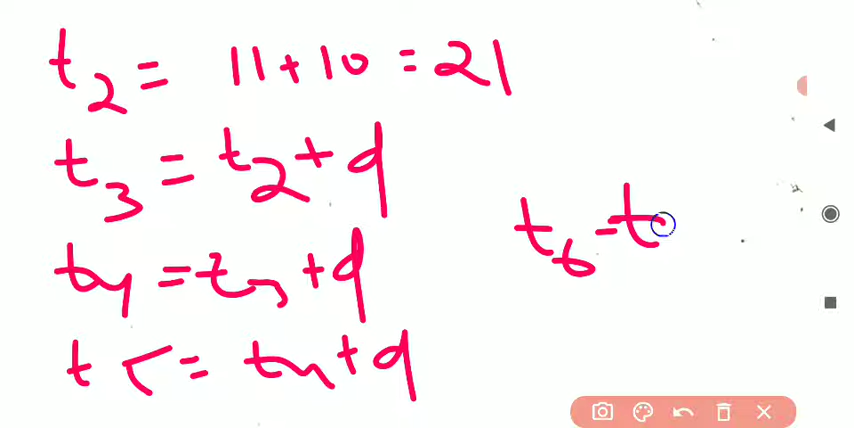 t₂ = 11 + 10 = 21
t₃ = t₂ + d
t₄ = t₃ + d
t₅ = t₄ + d
t₆ = t